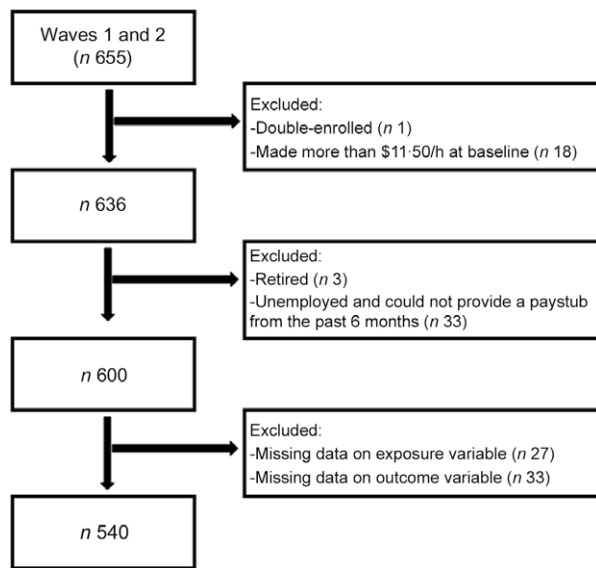 Waves 1 and 2
(n 655)
Excluded:
-Double-enrolled (n 1)
-Made more than $11·50/h at baseline (n 18)
n 636
Excluded:
-Retired (n 3)
-Unemployed and could not provide a paystub
from the past 6 months (n 33)
n 600
Excluded:
-Missing data on exposure variable (n 27)
-Missing data on outcome variable (n 33)
n 540